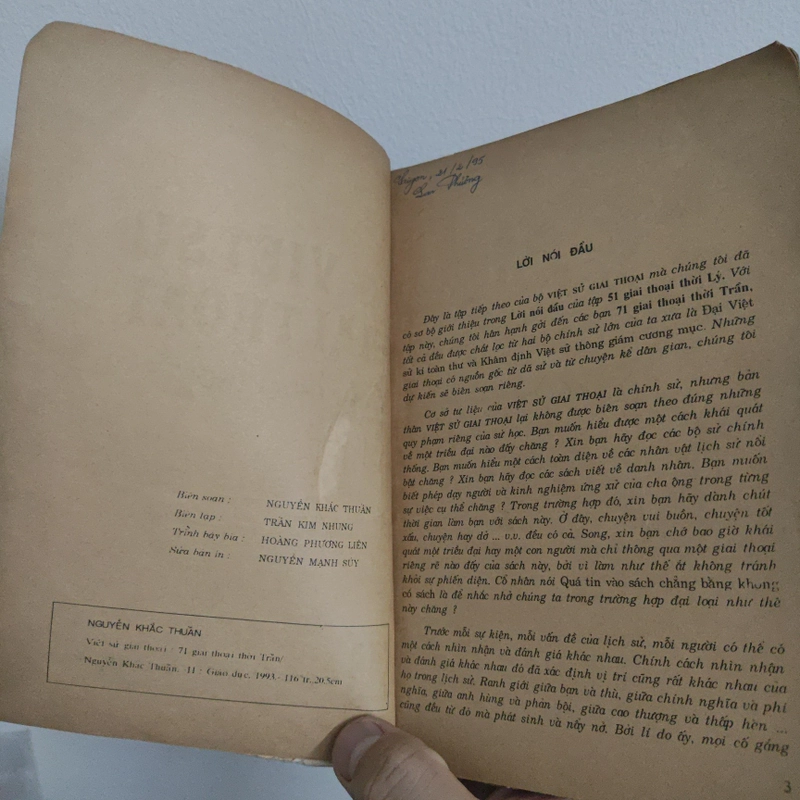 Biên soạn :	NGUYỄN KHẮC THUẦN
Biên tập :	TRẦN KIM NHUNG
Trình bày bìa :	HOÀNG PHƯƠNG LIÊN
Sửa bản in :	NGUYỄN MẠNH SÚY
NGUYỄN KHẮC THUẦN
Việt sử giai thoại : 71 giai thoại thời Trần/
Nguyễn Khắc Thuần. H : Giáo dục, 1993. 116tr. 20.5cm
21/2/95
LỜI NÓI ĐẦU
Đây là tập tiếp theo của bộ VIỆT SỬ GIAI THOẠI mà chúng tôi đã
có sơ bộ giới thiệu trong Lời nói đầu của tập 51 giai thoại thời Lý. Với
tập này, chúng tôi hân hạnh gởi đến các bạn 71 giai thoại thời Trần,
tất cả đều được chắt lọc từ hai bộ chính sử lớn của ta xưa là Đại Việt
sử kí toàn thư và Khâm định Việt sử thông giám cương mục. Những
giai thoại có nguồn gốc từ dã sử và từ chuyện kể dân gian, chúng tôi
dự kiến sẽ biên soạn riêng.
Cơ sở tư liệu của VIỆT SỬ GIAI THOẠI là chính sử, nhưng bản
thân VIỆT SỬ GIAI THOẠI lại không được biên soạn theo đúng những
quy phạm riêng của sử học. Bạn muốn hiểu được một cách khái quát
về một triều đại nào đấy chăng ? Xin bạn hãy đọc các bộ sử chính
thống. Bạn muốn hiểu một cách toàn diện về các nhân vật lịch sử nổi
bật chăng ? Xin bạn hãy đọc các sách viết về danh nhân. Bạn muốn
biết phép dạy người và kinh nghiệm ứng xử của cha ông trong từng
sự việc cụ thể chăng ? Trong trường hợp đó, xin bạn hãy dành chút
thời gian làm bạn với sách này. Ở đây, chuyện vui buồn, chuyện tốt
xấu, chuyện hay dở ... v.v. đều có cả. Song, xin bạn chớ bao giờ khái
quát một triều đại hay một con người mà chỉ thông qua một giai thoại
riêng rẽ nào đấy của sách này, bởi vì làm như thế ắt không tránh
khỏi sự phiến diện. Cổ nhân nói Quá tin vào sách chẳng bằng không
có sách là để nhắc nhở chúng ta trong trường hợp đại loại như thế
này chăng ?
Trước mỗi sự kiện, mỗi vấn đề của lịch sử, mỗi người có thể có
một cách nhìn nhận và đánh giá khác nhau. Chính cách nhìn nhận
và đánh giá khác nhau đó đã xác định vị trí cũng rất khác nhau của
họ trong lịch sử. Ranh giới giữa bạn và thù, giữa chính nghĩa và phi
nghĩa, giữa anh hùng và phản bội, giữa cao thượng và thấp hèn ...
cũng đều từ đó mà phát sinh và nảy nở. Bởi lí do ấy, mọi cố gắng
3